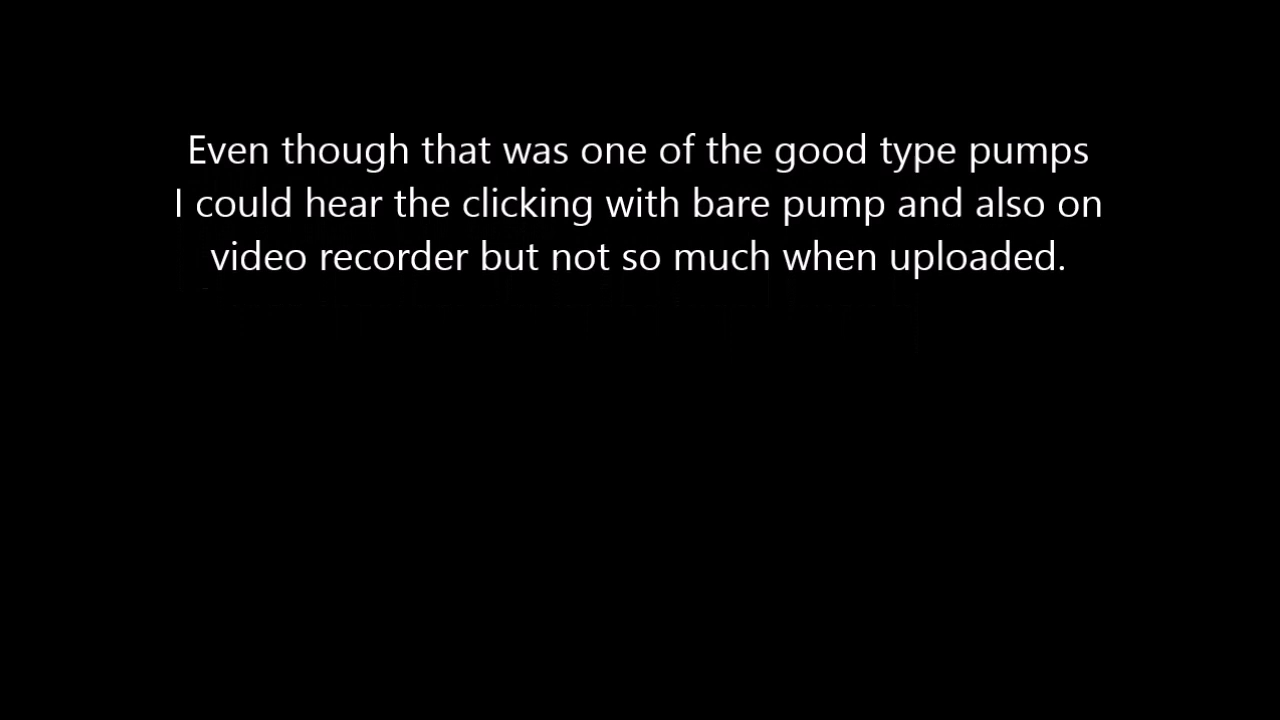 Even though that was one of the good type pumps
I could hear the clicking with bare pump and also on
video recorder but not so much when uploaded.